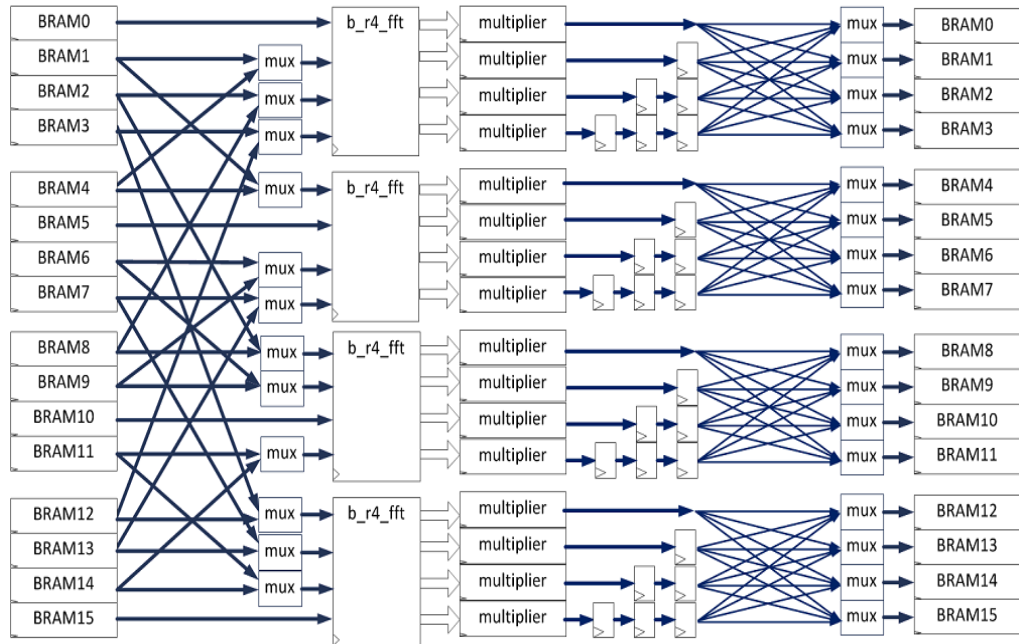 BRAM0 b_r4_fft multiplier mux BRAM0
BRAM1 mux multiplier mux BRAM1
BRAM2 mux multiplier mux BRAM2
BRAM3 mux multiplier mux BRAM3
BRAM4 mux b_r4_fft multiplier mux BRAM4
BRAM5 multiplier mux BRAM5
BRAM6 mux multiplier mux BRAM6
BRAM7 mux multiplier mux BRAM7
BRAM8 mux b_r4_fft multiplier mux BRAM8
BRAM9 mux multiplier mux BRAM9
BRAM10 multiplier mux BRAM10
BRAM11 mux multiplier mux BRAM11
BRAM12 mux b_r4_fft multiplier mux BRAM12
BRAM13 mux multiplier mux BRAM13
BRAM14 mux multiplier mux BRAM14
BRAM15 multiplier mux BRAM15